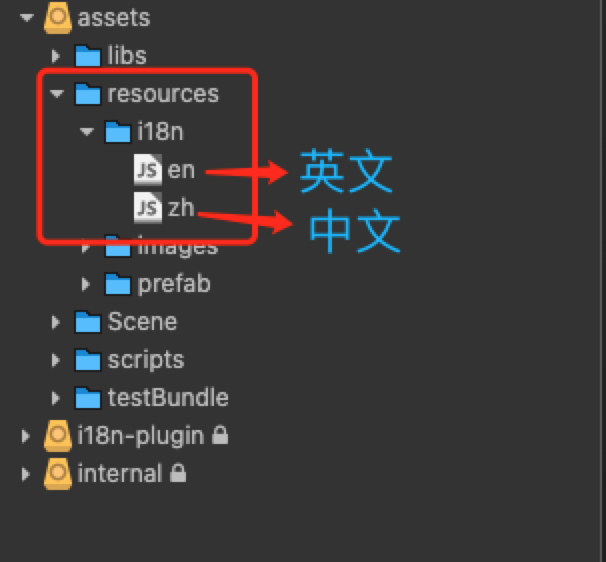 assets
libs
resources
i18n
JS en 英文
JS zh 中文
images
prefab
Scene
scripts
testBundle
i18n-plugin
internal